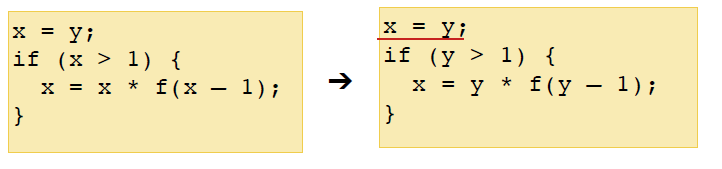 x = y;
if (x > 1) {
  x = x * f(x – 1);
}
➔
x = y;
if (y > 1) {
  x = y * f(y – 1);
}